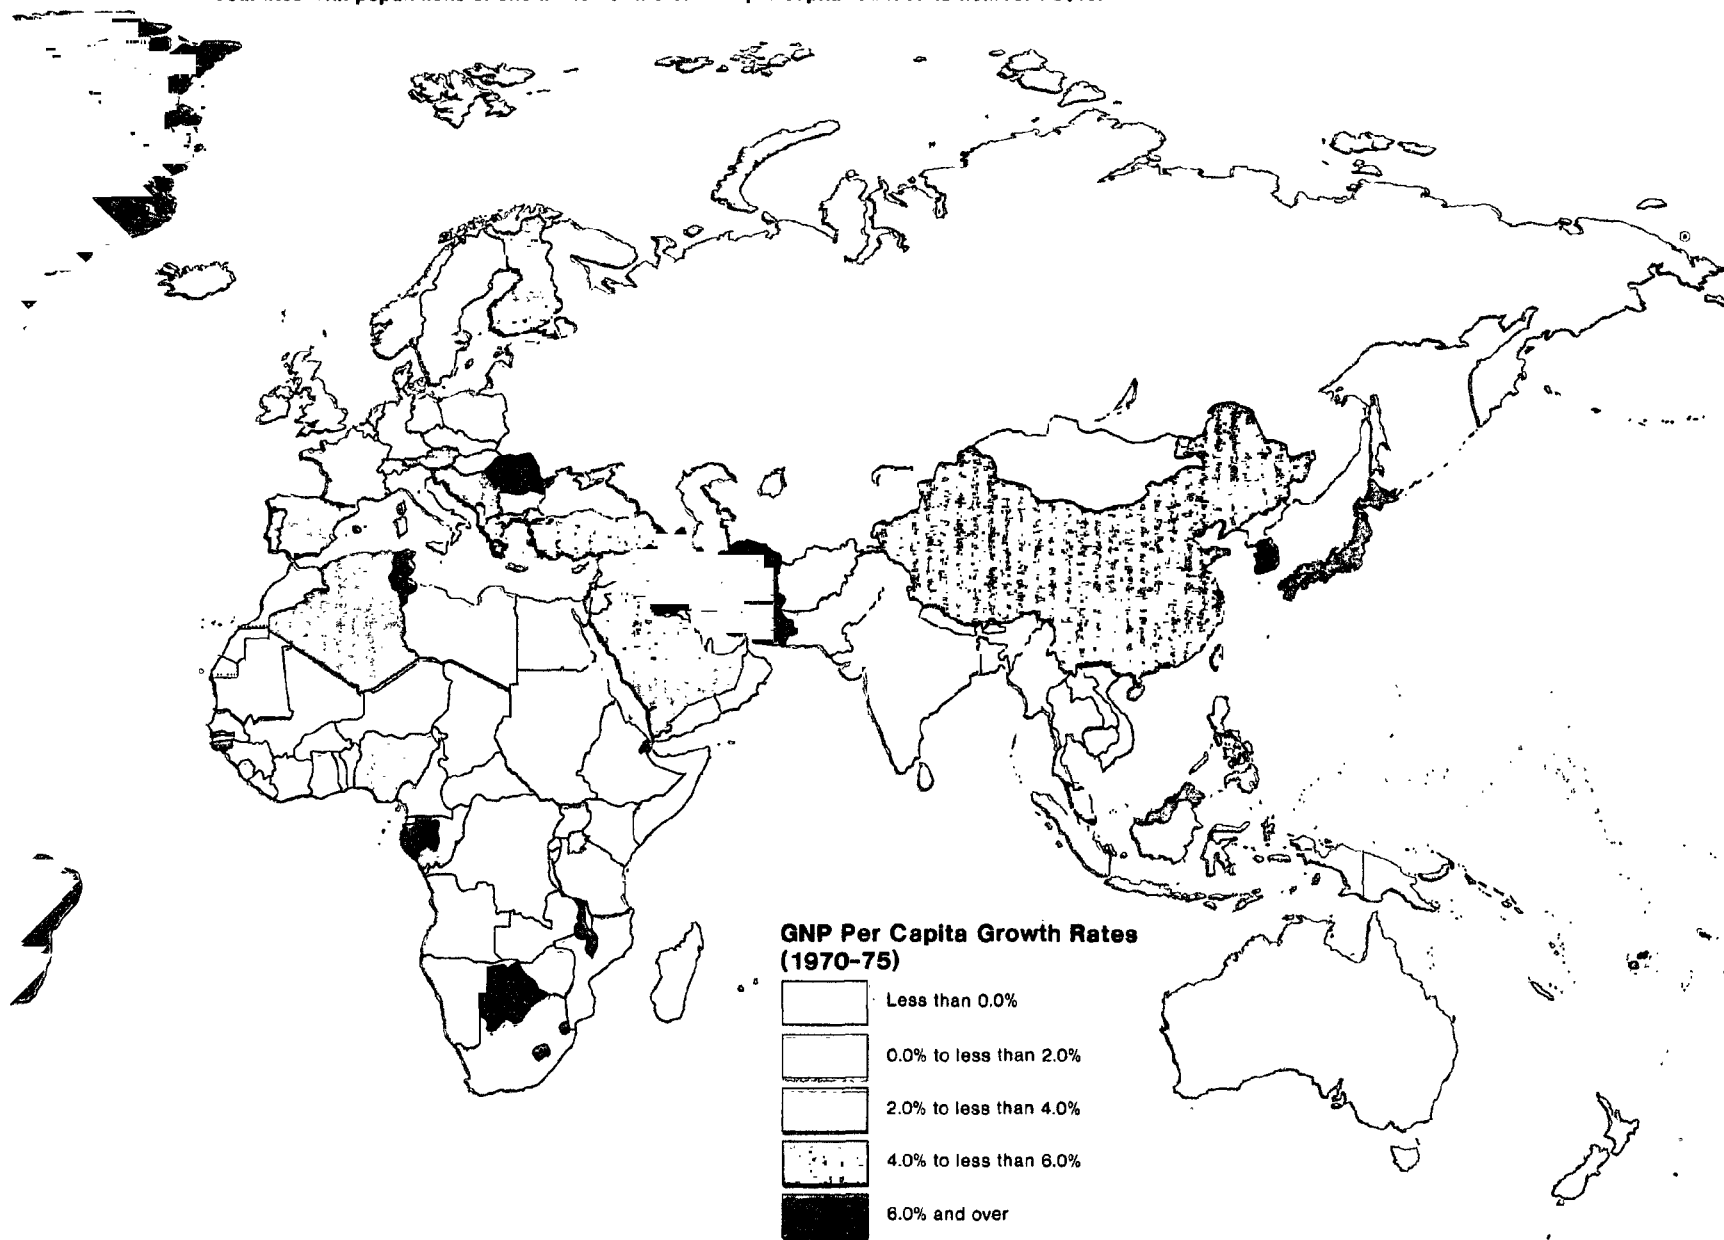 GNP Per Capita Growth Rates
(1970-75)
Less than 0.0%
0.0% to less than 2.0%
2.0% to less than 4.0%
4.0% to less than 6.0%
6.0% and over